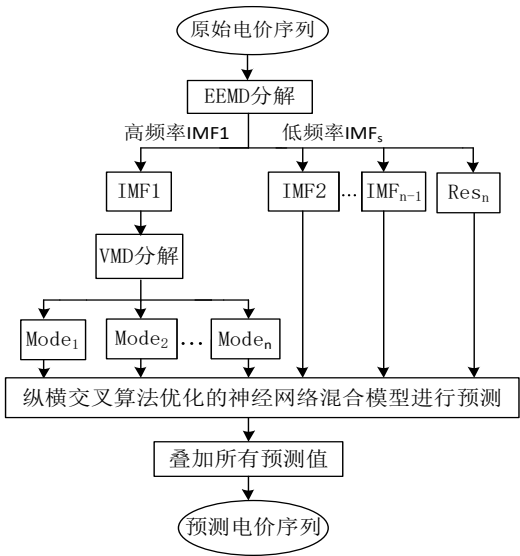 原始电价序列
EEMD分解
高频率IMF1 低频率IMFₛ
IMF1 IMF2 ... IMFₙ₋₁ Resₙ
VMD分解
Mode₁ Mode₂ ... Modeₙ
纵横交叉算法优化的神经网络混合模型进行预测
叠加所有预测值
预测电价序列